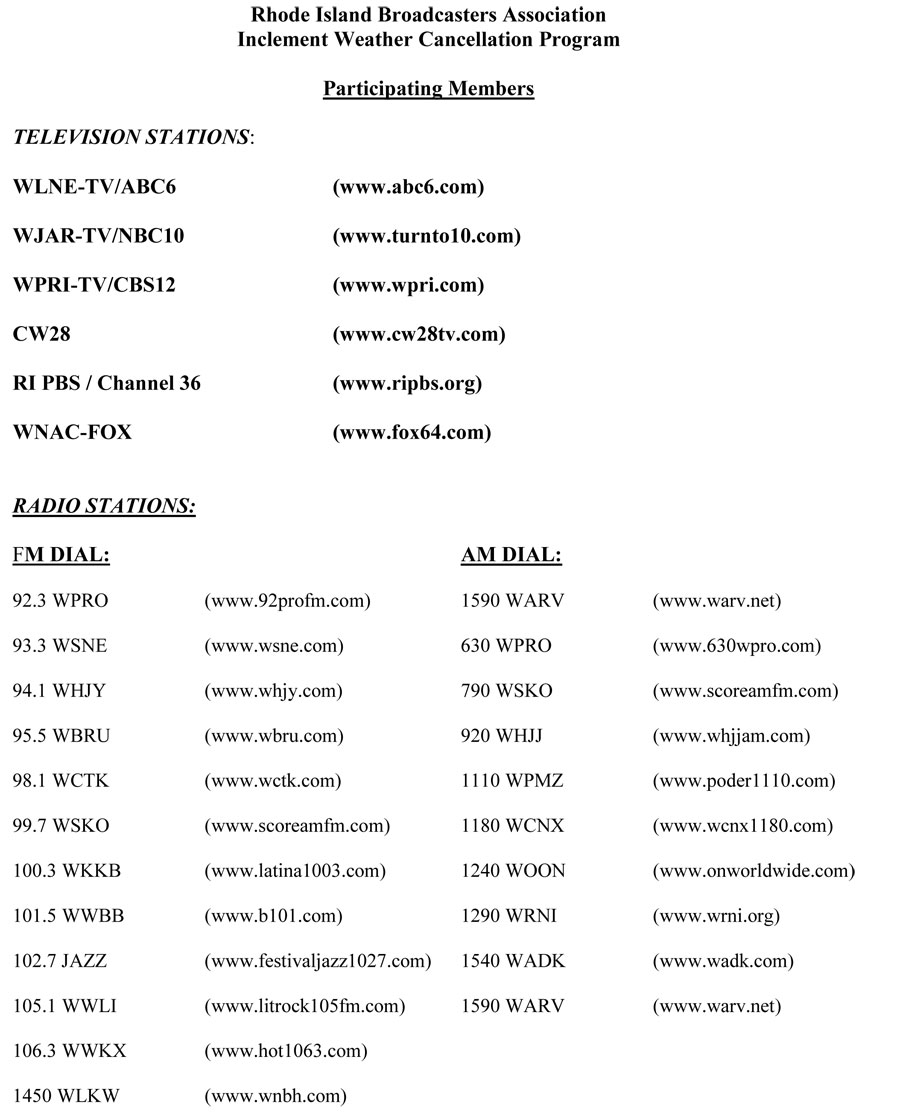 Rhode Island Broadcasters Association
Inclement Weather Cancellation Program
Participating Members
TELEVISION STATIONS:
WLNE-TV/ABC6 (www.abc6.com)
WJAR-TV/NBC10 (www.turnto10.com)
WPRI-TV/CBS12 (www.wpri.com)
CW28 (www.cw28tv.com)
RI PBS / Channel 36 (www.ripbs.org)
WNAC-FOX (www.fox64.com)
RADIO STATIONS:
FM DIAL: AM DIAL:
92.3 WPRO (www.92profm.com) 1590 WARV (www.warv.net)
93.3 WSNE (www.wsne.com) 630 WPRO (www.630wpro.com)
94.1 WHJY (www.whjy.com) 790 WSKO (www.scoreamfm.com)
95.5 WBRU (www.wbru.com) 920 WHJJ (www.whjjam.com)
98.1 WCTK (www.wctk.com) 1110 WPMZ (www.poder1110.com)
99.7 WSKO (www.scoreamfm.com) 1180 WCNX (www.wcnx1180.com)
100.3 WKKB (www.latina1003.com) 1240 WOON (www.onworldwide.com)
101.5 WWBB (www.b101.com) 1290 WRNI (www.wrni.org)
102.7 JAZZ (www.festivaljazz1027.com) 1540 WADK (www.wadk.com)
105.1 WWLI (www.litrock105fm.com) 1590 WARV (www.warv.net)
106.3 WWKX (www.hot1063.com)
1450 WLKW (www.wnbh.com)